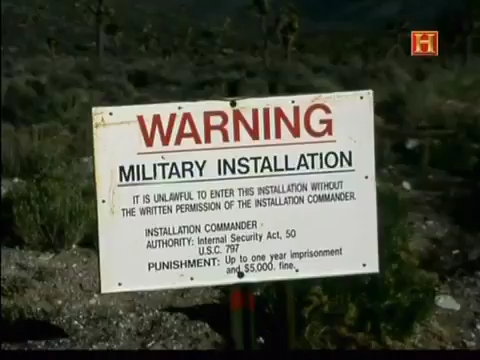 H
WARNING
MILITARY INSTALLATION
IT IS UNLAWFUL TO ENTER THIS INSTALLATION WITHOUT
THE WRITTEN PERMISSION OF THE INSTALLATION COMMANDER.
INSTALLATION COMMANDER
AUTHORITY: Internal Security Act, 50
U.S.C. 797
PUNISHMENT: Up to one year imprisonment
and $5,000. fine.